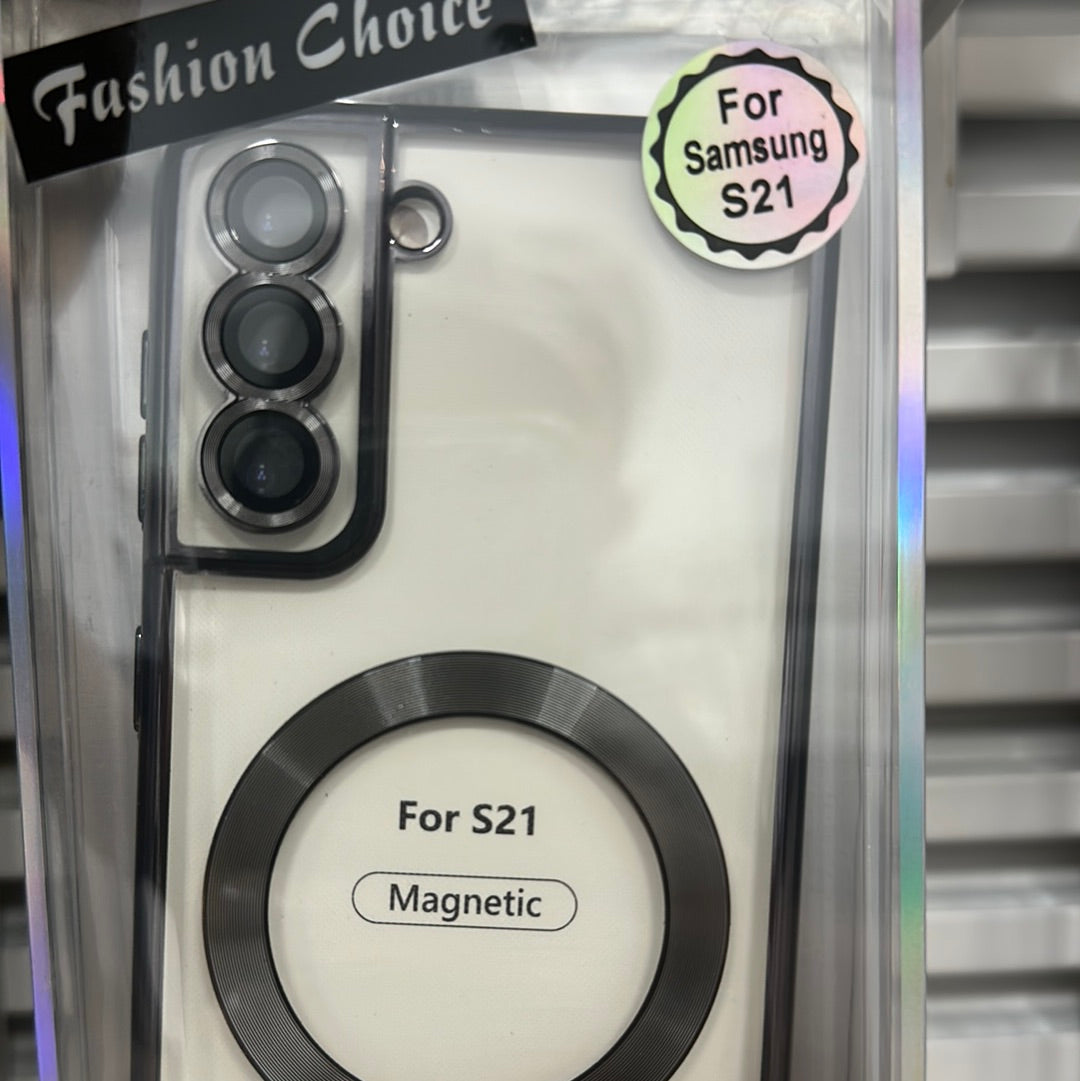 Fashion Choice
For
Samsung
S21
For S21
Magnetic